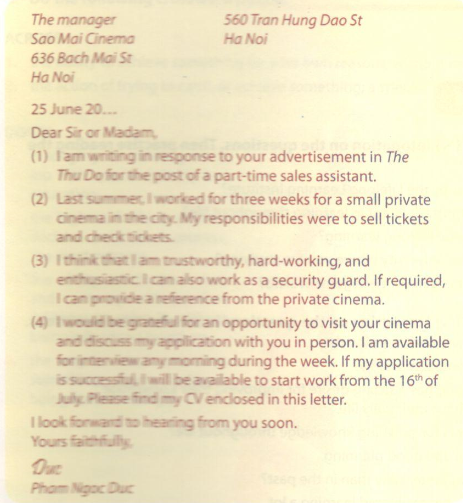 The manager 560 Tran Hung Dao St
Sao Mai Cinema Ha Noi
636 Bach Mai St
Ha Noi
25 June 20...
Dear Sir or Madam,
(1) I am writing in response to your advertisement in The
Thu Do for the post of a part-time sales assistant.
(2) Last summer, I worked for three weeks for a small private
cinema in the city. My responsibilities were to sell tickets
and check tickets.
(3) I think that I am trustworthy, hard-working, and
enthusiastic. I can also work as a security guard. If required,
I can provide a reference from the private cinema.
(4) I would be grateful for an opportunity to visit your cinema
and discuss my application with you in person. I am available
for interview any morning during the week. If my application
is successful, I will be available to start work from the 16th of
July. Please find my CV enclosed in this letter.
I look forward to hearing from you soon.
Yours faithfully,
Duc
Pham Ngoc Duc